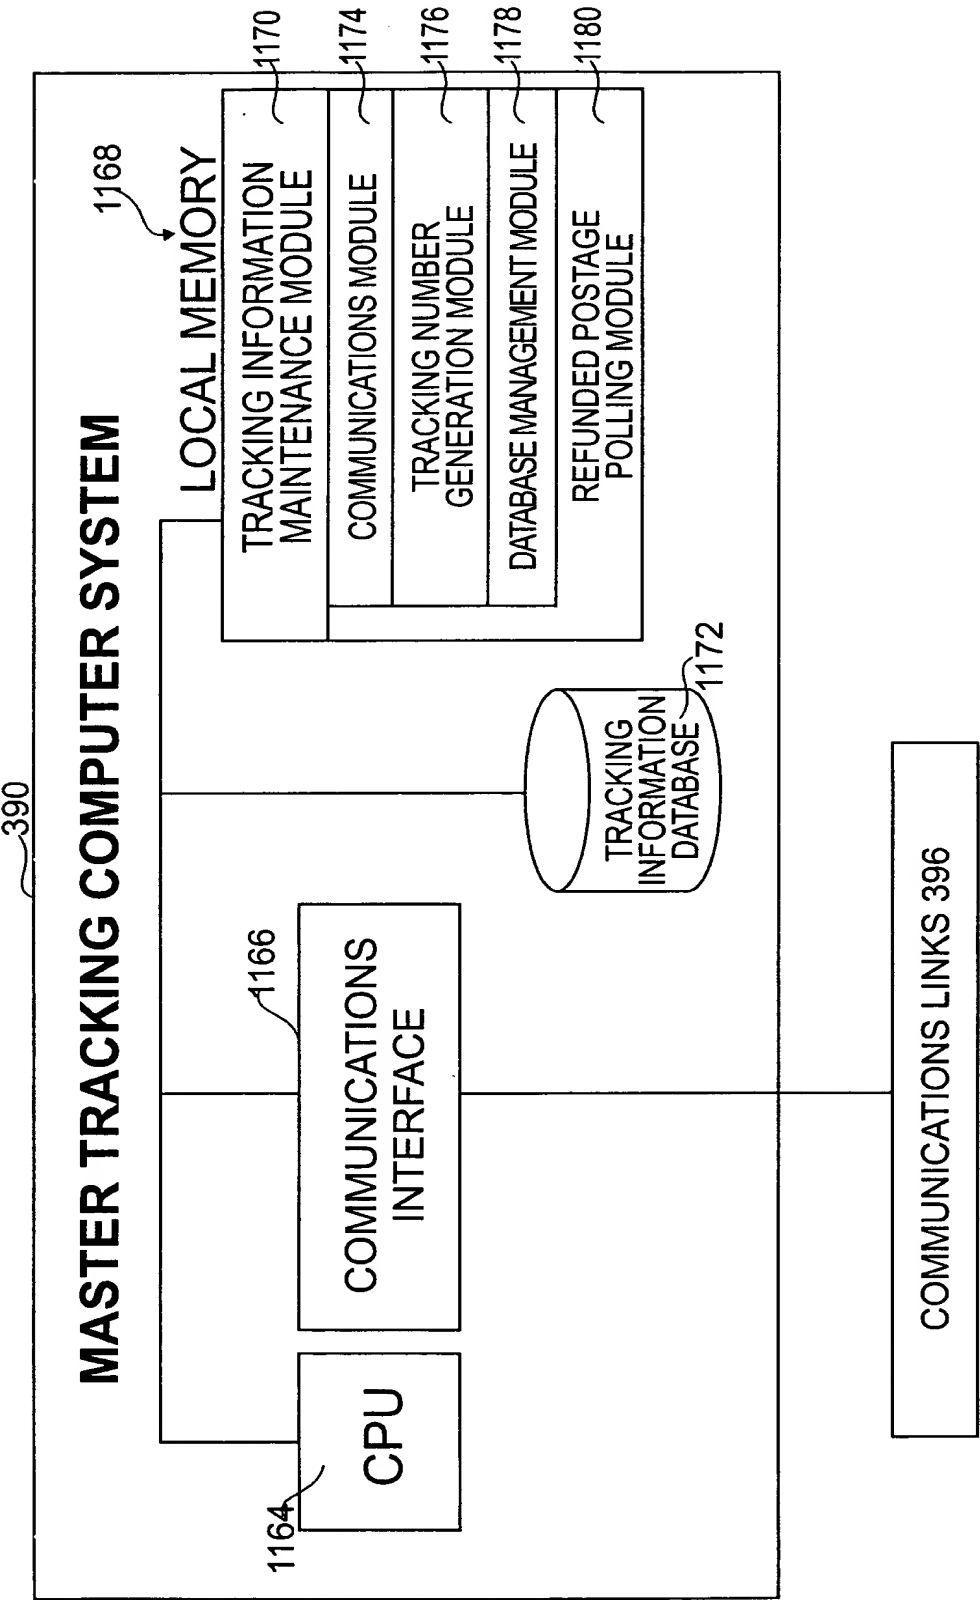 390
MASTER TRACKING COMPUTER SYSTEM
1168
LOCAL MEMORY
TRACKING INFORMATION
MAINTENANCE MODULE
1170
COMMUNICATIONS MODULE
1174
TRACKING NUMBER
GENERATION MODULE
1176
DATABASE MANAGEMENT MODULE
1178
REFUNDED POSTAGE
POLLING MODULE
1180
1164
CPU
1166
COMMUNICATIONS
INTERFACE
TRACKING
INFORMATION
DATABASE
1172
COMMUNICATIONS LINKS 396